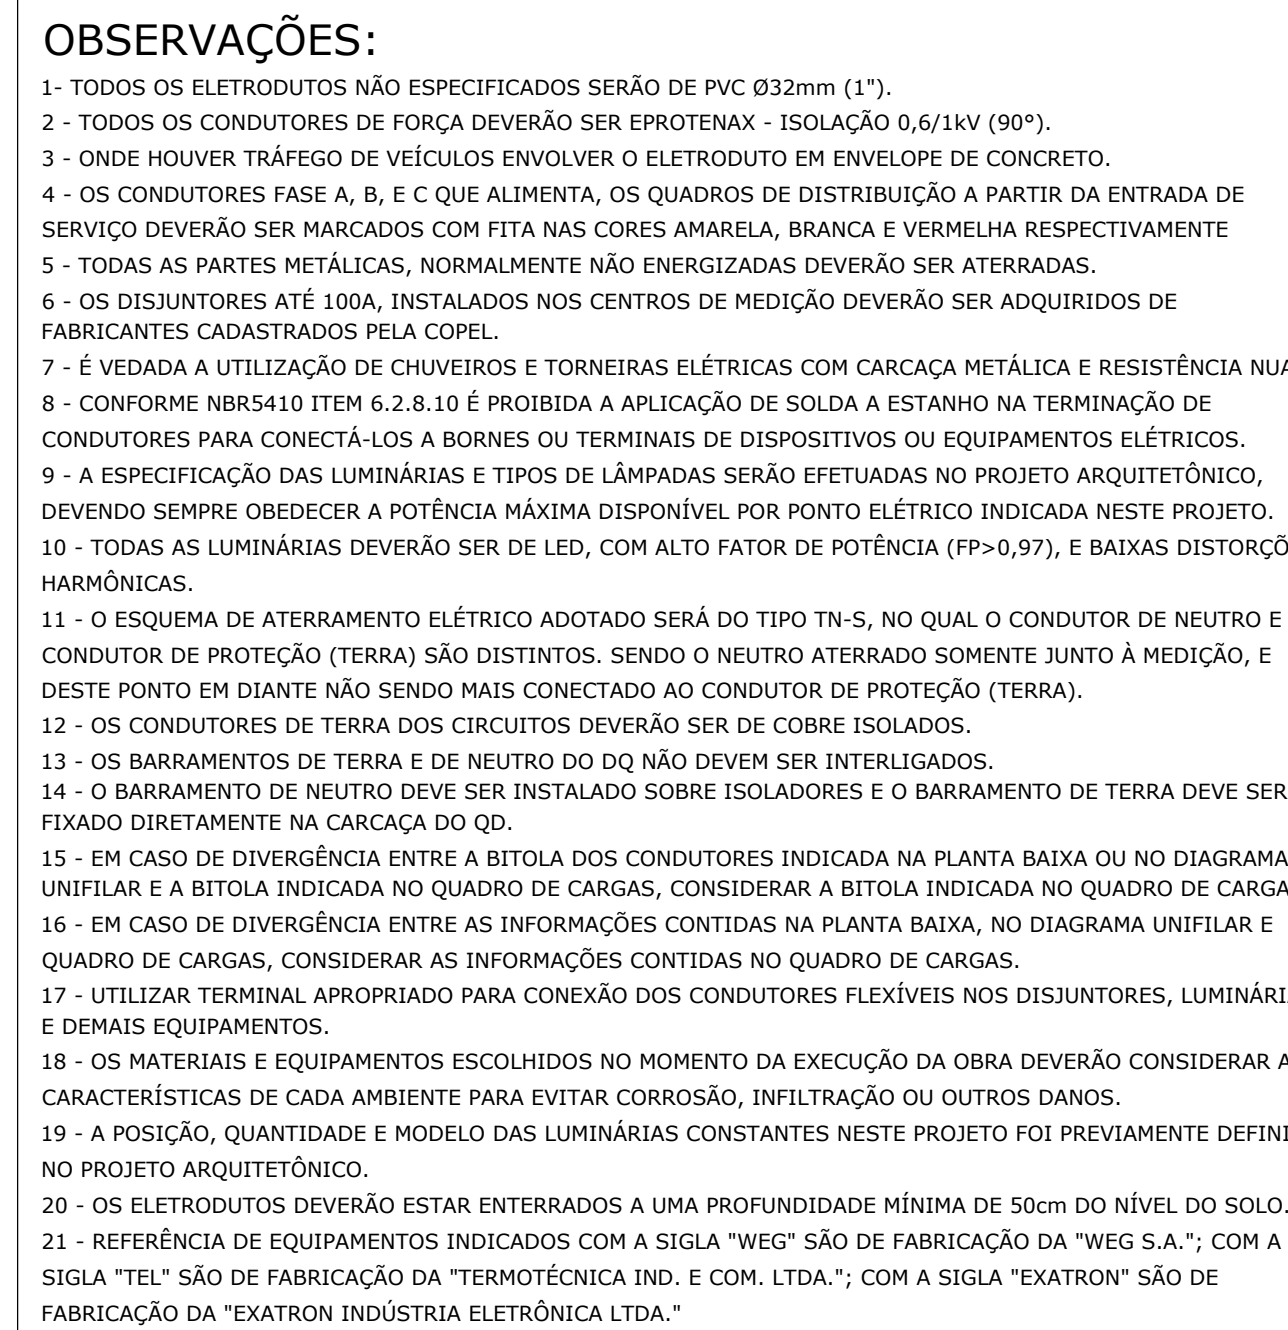 OBSERVAÇÕES:
1- TODOS OS ELETRODUTOS NÃO ESPECIFICADOS SERÃO DE PVC Ø32mm (1").
2 - TODOS OS CONDUTORES DE FORÇA DEVERÃO SER EPROTENAX - ISOLAÇÃO 0,6/1kV (90°).
3 - ONDE HOUVER TRÁFEGO DE VEÍCULOS ENVOLVER O ELETRODUTO EM ENVELOPE DE CONCRETO.
4 - OS CONDUTORES FASE A, B, E C QUE ALIMENTA, OS QUADROS DE DISTRIBUIÇÃO A PARTIR DA ENTRADA DE
SERVIÇO DEVERÃO SER MARCADOS COM FITA NAS CORES AMARELA, BRANCA E VERMELHA RESPECTIVAMENTE
5 - TODAS AS PARTES METÁLICAS, NORMALMENTE NÃO ENERGIZADAS DEVERÃO SER ATERRADAS.
6 - OS DISJUNTORES ATÉ 100A, INSTALADOS NOS CENTROS DE MEDIÇÃO DEVERÃO SER ADQUIRIDOS DE
FABRICANTES CADASTRADOS PELA COPEL.
7 - É VEDADA A UTILIZAÇÃO DE CHUVEIROS E TORNEIRAS ELÉTRICAS COM CARCAÇA METÁLICA E RESISTÊNCIA NUA
8 - CONFORME NBR5410 ITEM 6.2.8.10 É PROIBIDA A APLICAÇÃO DE SOLDA A ESTANHO NA TERMINAÇÃO DE
CONDUTORES PARA CONECTÁ-LOS A BORNES OU TERMINAIS DE DISPOSITIVOS OU EQUIPAMENTOS ELÉTRICOS.
9 - A ESPECIFICAÇÃO DAS LUMINÁRIAS E TIPOS DE LÂMPADAS SERÃO EFETUADAS NO PROJETO ARQUITETÔNICO,
DEVENDO SEMPRE OBEDECER A POTÊNCIA MÁXIMA DISPONÍVEL POR PONTO ELÉTRICO INDICADA NESTE PROJETO.
10 - TODAS AS LUMINÁRIAS DEVERÃO SER DE LED, COM ALTO FATOR DE POTÊNCIA (FP>0,97), E BAIXAS DISTORÇÕ
HARMÔNICAS.
11 - O ESQUEMA DE ATERRAMENTO ELÉTRICO ADOTADO SERÁ DO TIPO TN-S, NO QUAL O CONDUTOR DE NEUTRO E
CONDUTOR DE PROTEÇÃO (TERRA) SÃO DISTINTOS. SENDO O NEUTRO ATERRADO SOMENTE JUNTO À MEDIÇÃO, E
DESTE PONTO EM DIANTE NÃO SENDO MAIS CONECTADO AO CONDUTOR DE PROTEÇÃO (TERRA).
12 - OS CONDUTORES DE TERRA DOS CIRCUITOS DEVERÃO SER DE COBRE ISOLADOS.
13 - OS BARRAMENTOS DE TERRA E DE NEUTRO DO DQ NÃO DEVEM SER INTERLIGADOS.
14 - O BARRAMENTO DE NEUTRO DEVE SER INSTALADO SOBRE ISOLADORES E O BARRAMENTO DE TERRA DEVE SER
FIXADO DIRETAMENTE NA CARCAÇA DO QD.
15 - EM CASO DE DIVERGÊNCIA ENTRE A BITOLA DOS CONDUTORES INDICADA NA PLANTA BAIXA OU NO DIAGRAMA
UNIFILAR E A BITOLA INDICADA NO QUADRO DE CARGAS, CONSIDERAR A BITOLA INDICADA NO QUADRO DE CARGA
16 - EM CASO DE DIVERGÊNCIA ENTRE AS INFORMAÇÕES CONTIDAS NA PLANTA BAIXA, NO DIAGRAMA UNIFILAR E
QUADRO DE CARGAS, CONSIDERAR AS INFORMAÇÕES CONTIDAS NO QUADRO DE CARGAS.
17 - UTILIZAR TERMINAL APROPRIADO PARA CONEXÃO DOS CONDUTORES FLEXÍVEIS NOS DISJUNTORES, LUMINÁRI
E DEMAIS EQUIPAMENTOS.
18 - OS MATERIAIS E EQUIPAMENTOS ESCOLHIDOS NO MOMENTO DA EXECUÇÃO DA OBRA DEVERÃO CONSIDERAR A
CARACTERÍSTICAS DE CADA AMBIENTE PARA EVITAR CORROSÃO, INFILTRAÇÃO OU OUTROS DANOS.
19 - A POSIÇÃO, QUANTIDADE E MODELO DAS LUMINÁRIAS CONSTANTES NESTE PROJETO FOI PREVIAMENTE DEFINI
NO PROJETO ARQUITETÔNICO.
20 - OS ELETRODUTOS DEVERÃO ESTAR ENTERRADOS A UMA PROFUNDIDADE MÍNIMA DE 50cm DO NÍVEL DO SOLO.
21 - REFERÊNCIA DE EQUIPAMENTOS INDICADOS COM A SIGLA "WEG" SÃO DE FABRICAÇÃO DA "WEG S.A."; COM A
SIGLA "TEL" SÃO DE FABRICAÇÃO DA "TERMOTÉCNICA IND. E COM. LTDA."; COM A SIGLA "EXATRON" SÃO DE
FABRICAÇÃO DA "EXATRON INDÚSTRIA ELETRÔNICA LTDA."